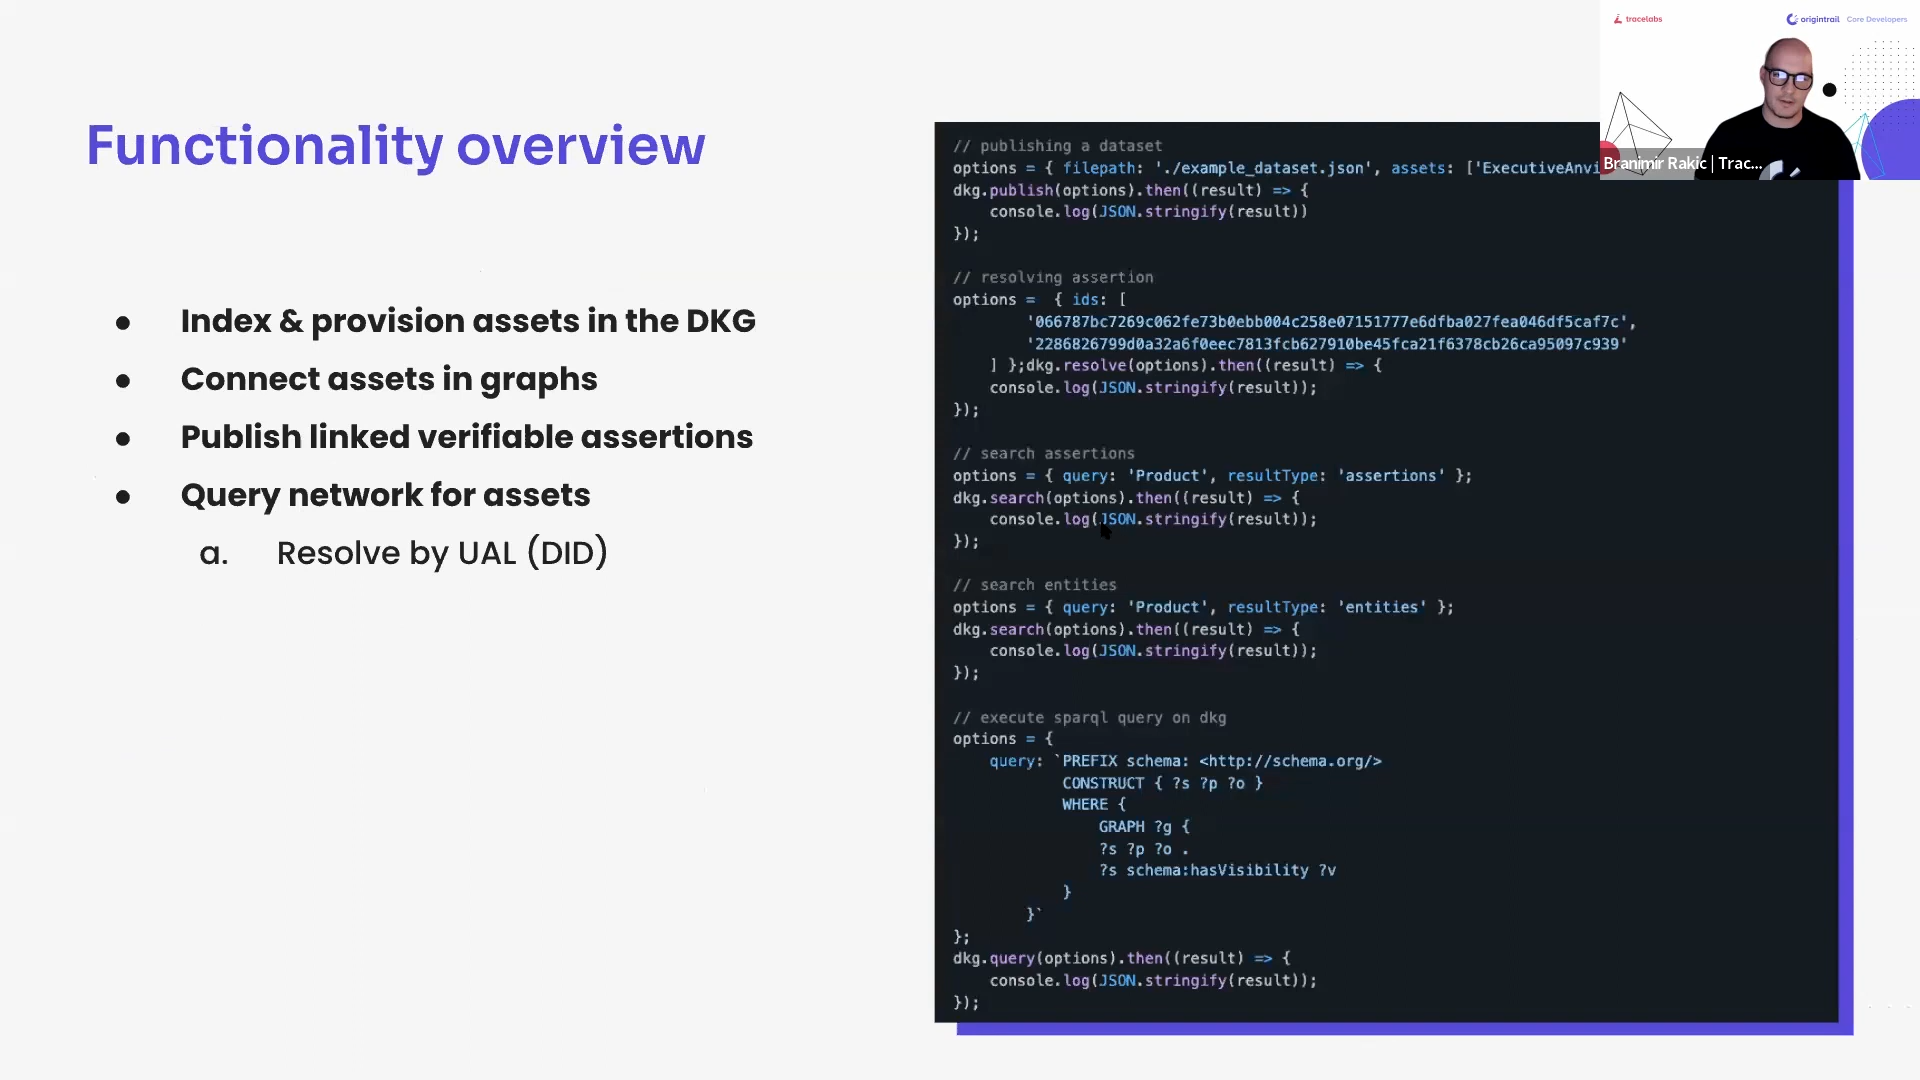 Functionality overview
● Index & provision assets in the DKG
● Connect assets in graphs
● Publish linked verifiable assertions
● Query network for assets
a. Resolve by UAL (DID)
// publishing a dataset
options = { filepath: './example_dataset.json', assets: ['ExecutiveAnvi
dkg.publish(options).then((result) => {
    console.log(JSON.stringify(result))
});
// resolving assertion
options =  { ids: [
        '066787bc7269c062fe73b0ebb004c258e07151777e6dfba027fea046df5caf7c',
        '2286826799d0a32a6f0eec7813fcb627910be45fca21f6378cb26ca95097c939'
    ] };dkg.resolve(options).then((result) => {
    console.log(JSON.stringify(result));
});
// search assertions
options = { query: 'Product', resultType: 'assertions' };
dkg.search(options).then((result) => {
    console.log(JSON.stringify(result));
});
// search entities
options = { query: 'Product', resultType: 'entities' };
dkg.search(options).then((result) => {
    console.log(JSON.stringify(result));
});
// execute sparql query on dkg
options = {
    query: `PREFIX schema: <http://schema.org/>
            CONSTRUCT { ?s ?p ?o }
            WHERE {
                GRAPH ?g {
                ?s ?p ?o .
                ?s schema:hasVisibility ?v
            }
        }`
};
dkg.query(options).then((result) => {
    console.log(JSON.stringify(result));
});
tracelabs
origintrail Core Developers
Branimir Rakic | Trac...